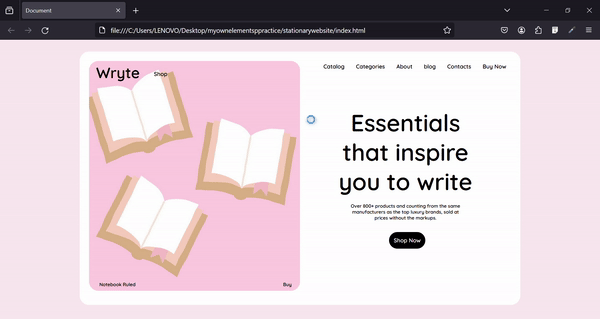 Document
file:///C:/Users/LENOVO/Desktop/myownelementsppractice/stationarywebsite/index.html
Wryte
Shop
Catalog Categories About blog Contacts Buy Now
Essentials
that inspire
you to write
Over 800+ products and counting from the same
manufacturers as the top luxury brands, sold at
prices without the markups.
Shop Now
Notebook Ruled
Buy